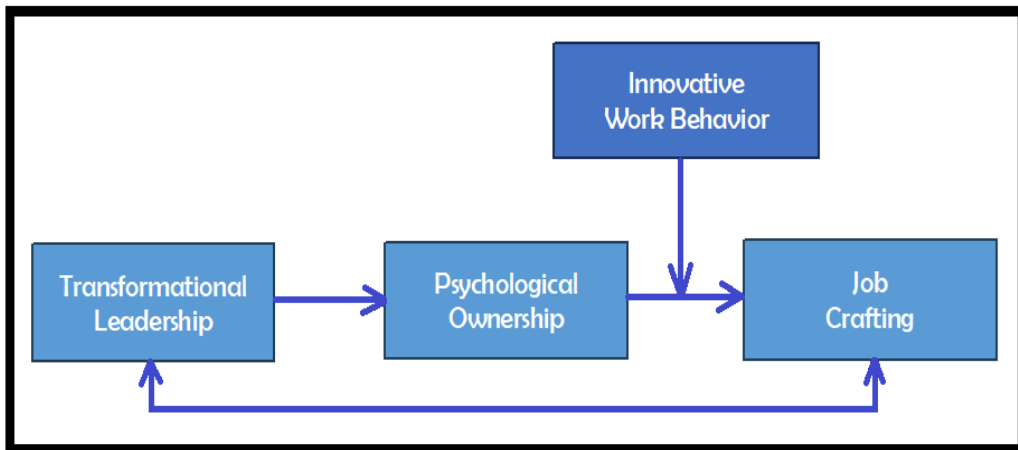 Innovative
Work Behavior
Transformational
Leadership
Psychological
Ownership
Job
Crafting